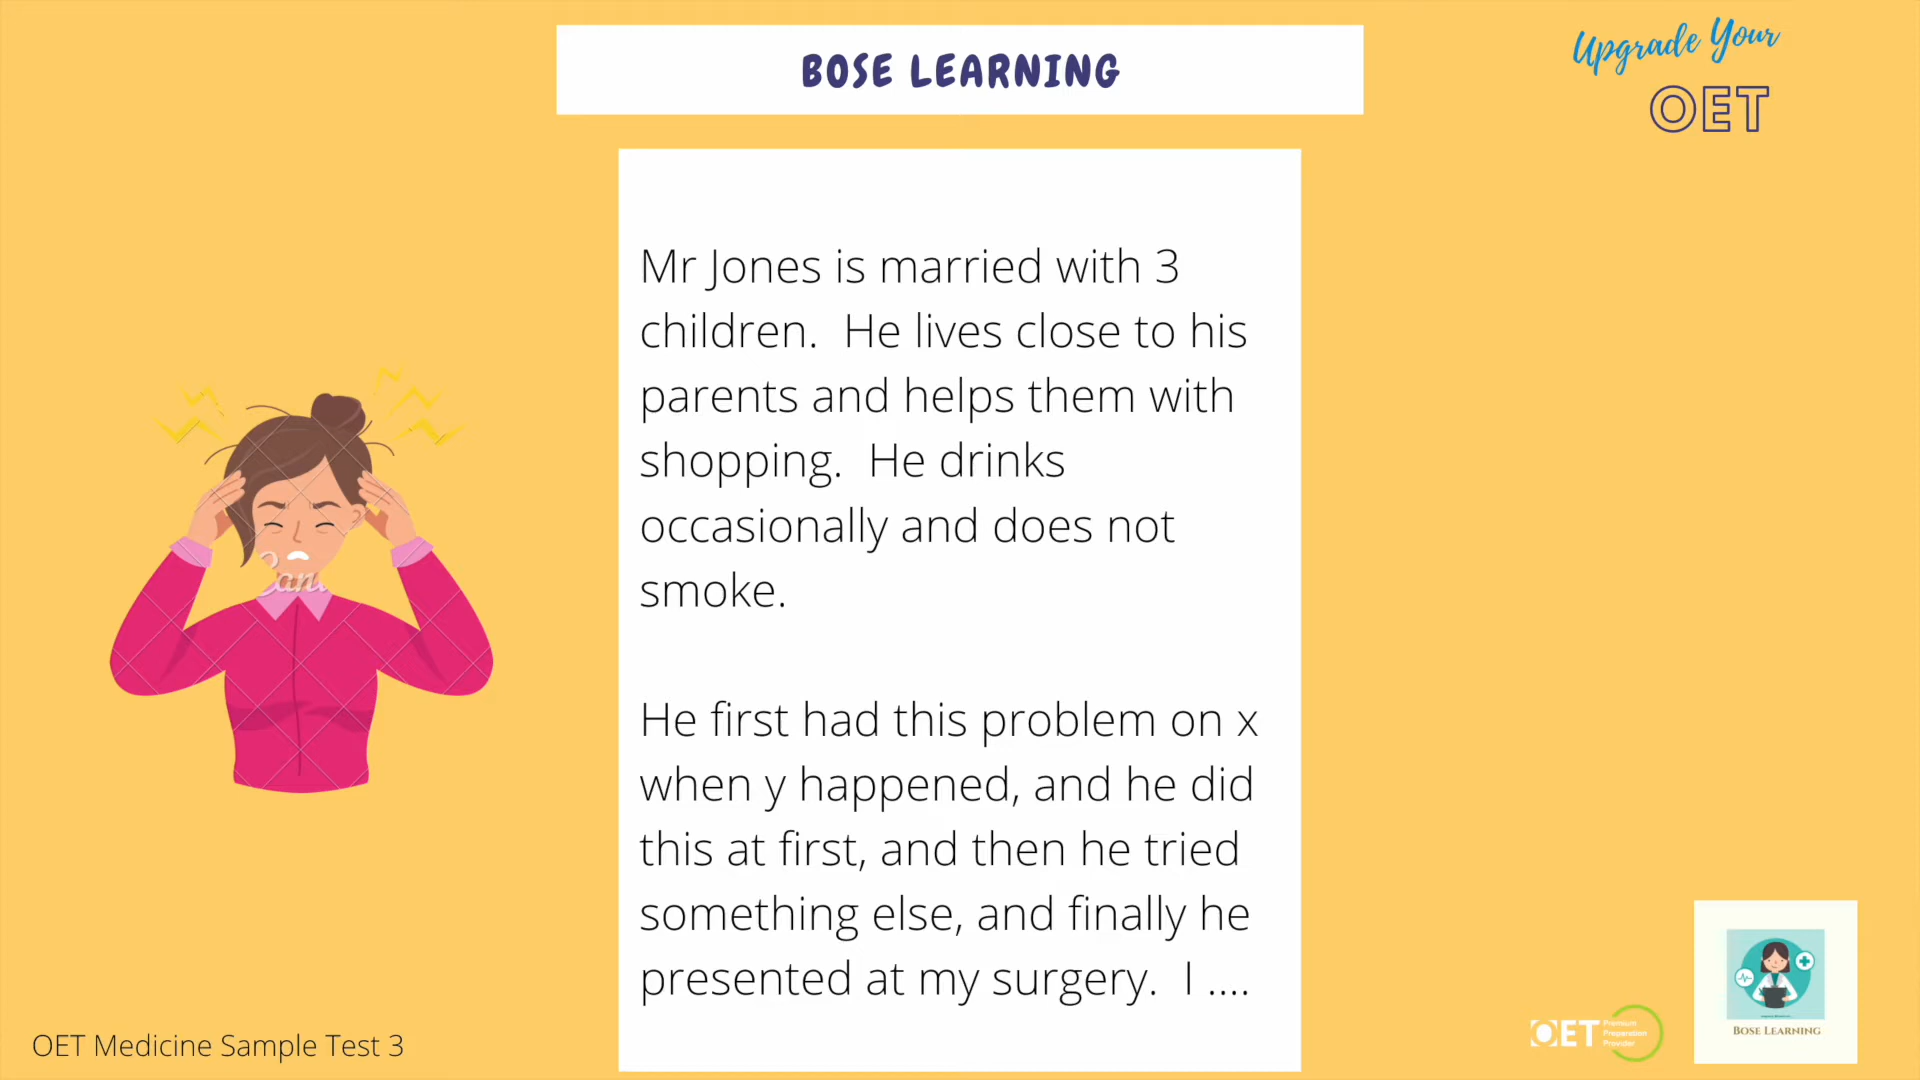 BOSE LEARNING
Upgrade Your
OET
Mr Jones is married with 3
children.  He lives close to his
parents and helps them with
shopping.  He drinks
occasionally and does not
smoke.
He first had this problem on x
when y happened, and he did
this at first, and then he tried
something else, and finally he
presented at my surgery.  I ....
OET Medicine Sample Test 3
OET
Premium
Preparation
Provider
BOSE LEARNING